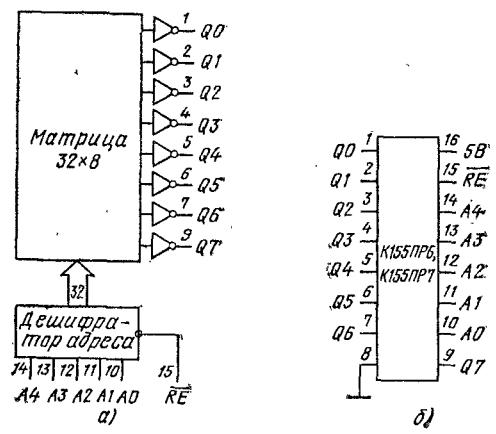 1 Q0
2 Q1
3 Q2
4 Q3
5 Q4
6 Q5
7 Q6
9 Q7
Матрица
32×8
32
Дешифра-
тор адреса
14 13 12 11 10 15
A4 A3 A2 A1 A0 RE
а)
Q0 1 16 5В
Q1 2 15 RE
Q2 3 14 A4
Q3 4 13 A3
К155ПР6,
К155ПР7
Q4 5 12 A2
Q5 6 11 A1
Q6 7 10 A0
8 9 Q7
б)